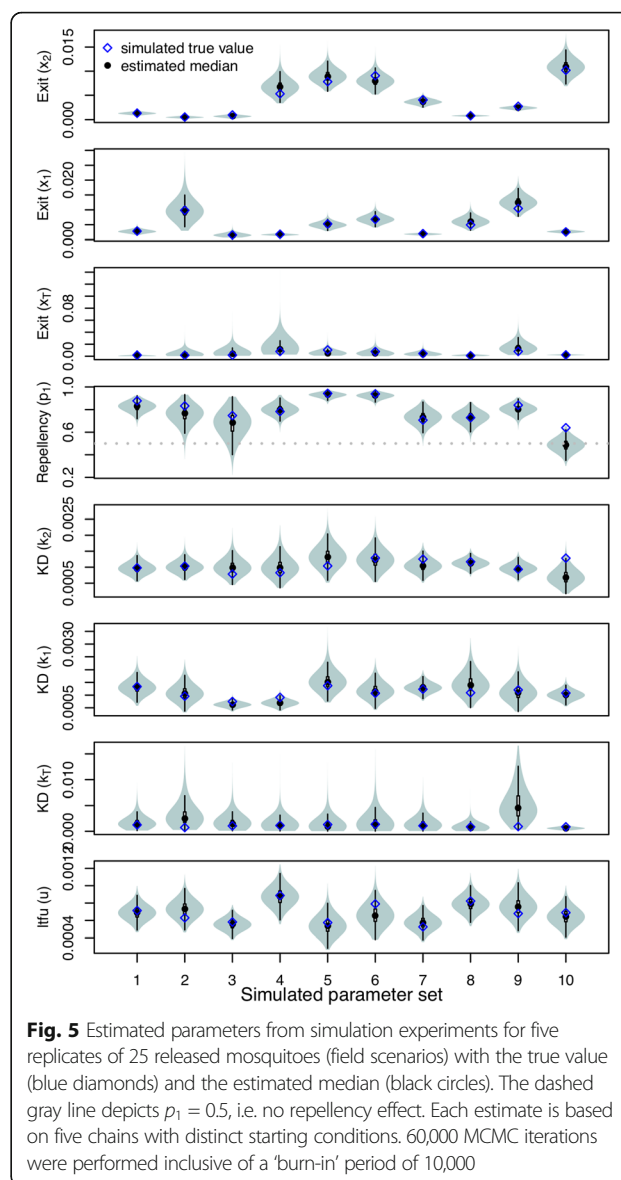 0.015
0.000
Exit (x2)
simulated true value
estimated median
0.020
0.000
Exit (x1)
0.08
0.00
Exit (xT)
1.0
0.6
0.2
Repellency (p1)
0.0025
0.0005
KD (k2)
0.0030
0.0005
KD (k1)
0.010
0.000
KD (kT)
0.0012
0.0004
ltfu (u)
1 2 3 4 5 6 7 8 9 10
Simulated parameter set
Fig. 5 Estimated parameters from simulation experiments for five
replicates of 25 released mosquitoes (field scenarios) with the true value
(blue diamonds) and the estimated median (black circles). The dashed
gray line depicts p1 = 0.5, i.e. no repellency effect. Each estimate is based
on five chains with distinct starting conditions. 60,000 MCMC iterations
were performed inclusive of a ‘burn-in’ period of 10,000